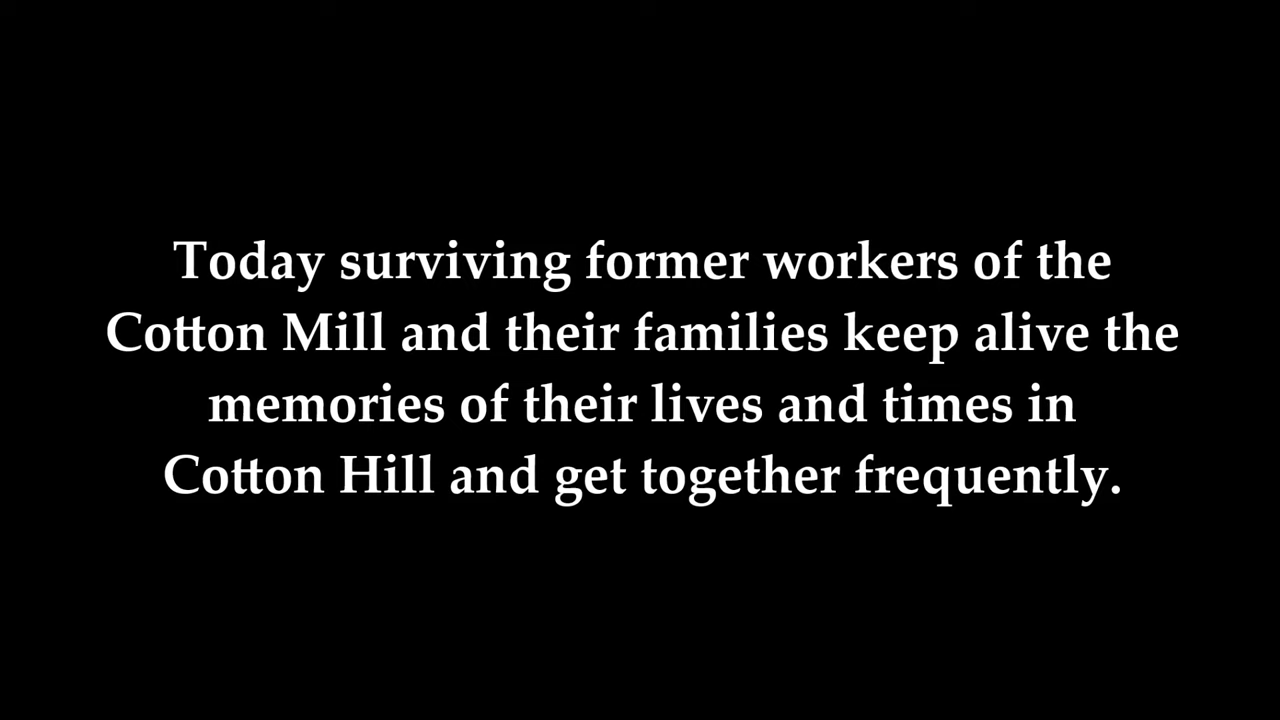 Today surviving former workers of the
Cotton Mill and their families keep alive the
memories of their lives and times in
Cotton Hill and get together frequently.